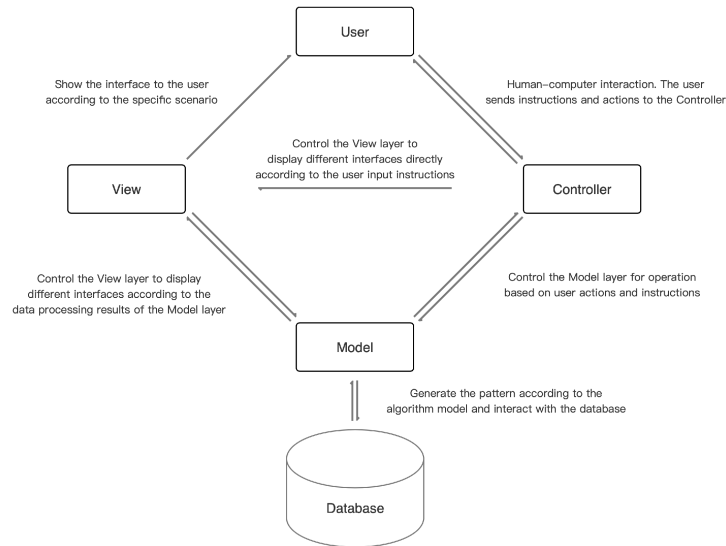 User
Show the interface to the user
according to the specific scenario
Human-computer interaction. The user
sends instructions and actions to the Controller
Control the View layer to
display different interfaces directly
according to the user input instructions
View
Controller
Control the View layer to display
different interfaces according to the
data processing results of the Model layer
Control the Model layer for operation
based on user actions and instructions
Model
Generate the pattern according to the
algorithm model and interact with the database
Database